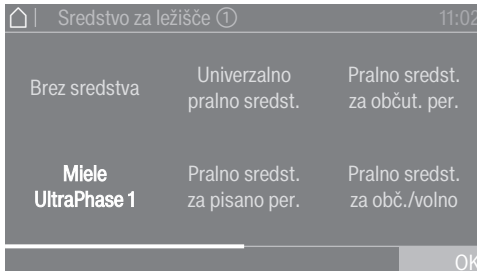 Sredstvo za ležišče ① 11:02
Brez sredstva
Univerzalno
pralno sredst.
Pralno sredst.
za občut. per.
Miele
UltraPhase 1
Pralno sredst.
za pisano per.
Pralno sredst.
za obč./volno
OK